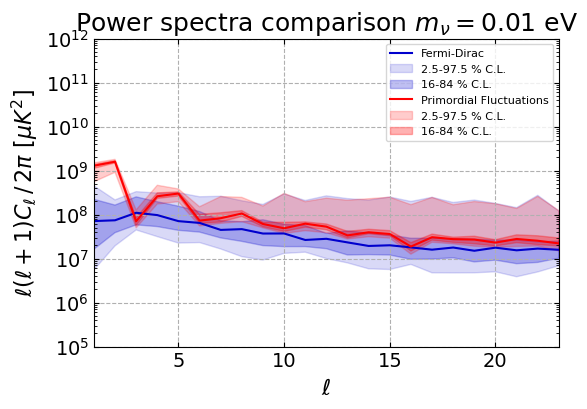 Power spectra comparison $m_\nu = 0.01$ eV
$\ell(\ell+1)C_\ell\,/\,2\pi\ [\mu K^2]$
$10^{12}$
$10^{11}$
$10^{10}$
$10^9$
$10^8$
$10^7$
$10^6$
$10^5$
Fermi-Dirac
2.5-97.5 % C.L.
16-84 % C.L.
Primordial Fluctuations
2.5-97.5 % C.L.
16-84 % C.L.
5 10 15 20
$\ell$